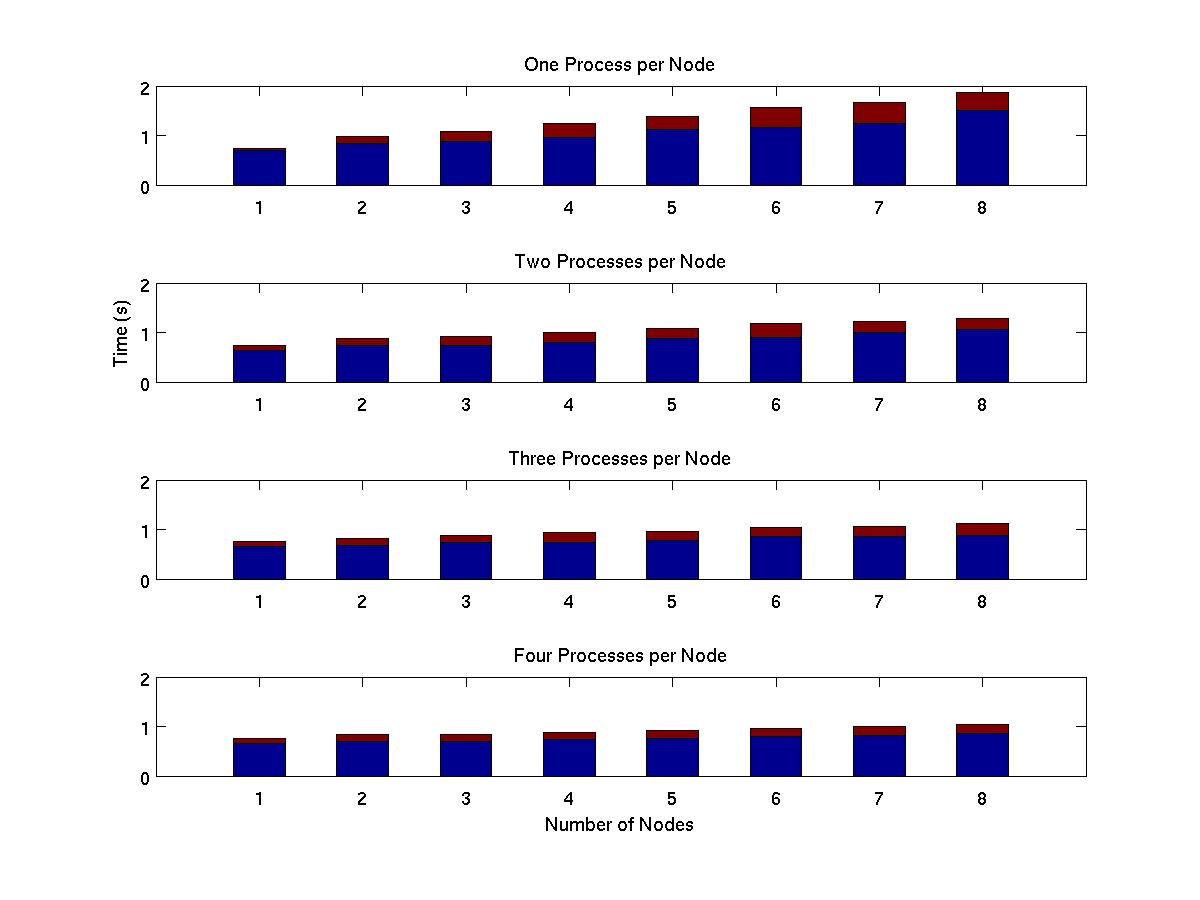 One Process per Node
2
1
0
1 2 3 4 5 6 7 8
Two Processes per Node
2
1
0
Time (s)
1 2 3 4 5 6 7 8
Three Processes per Node
2
1
0
1 2 3 4 5 6 7 8
Four Processes per Node
2
1
0
1 2 3 4 5 6 7 8
Number of Nodes